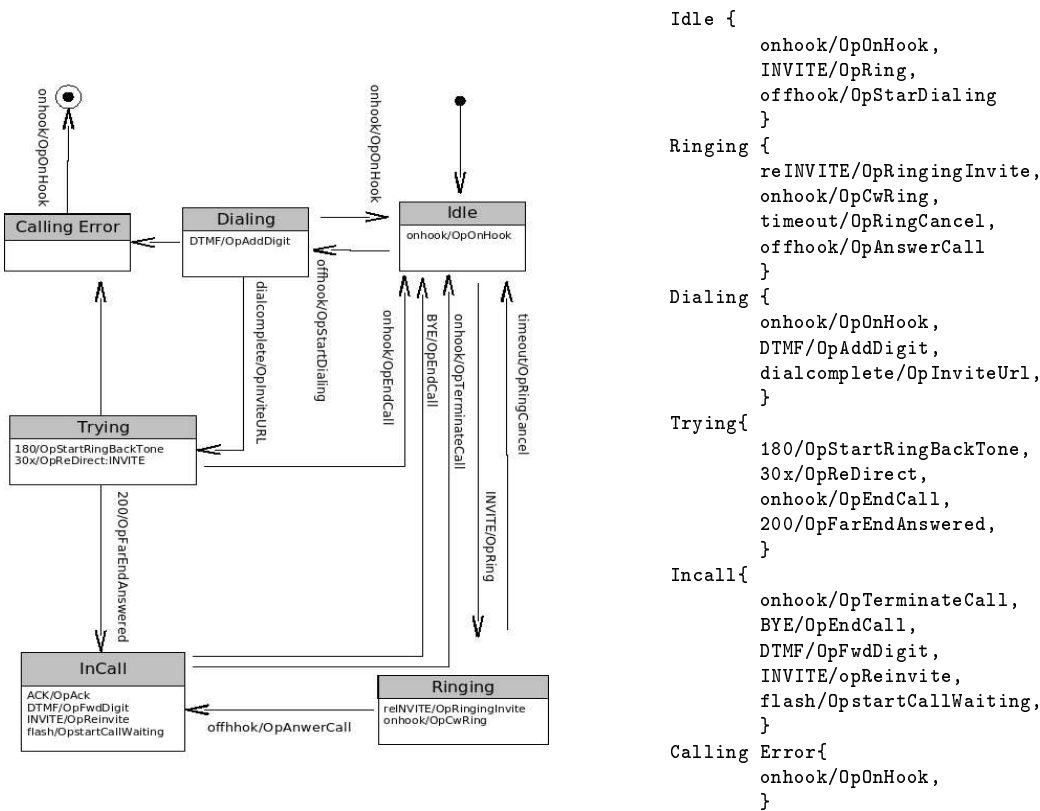 onhook/OpOnHook
onhook/OpOnHook
Calling Error
Dialing
DTMF/OpAddDigit
Idle
onhook/OpOnHook
dialcomplete/OpInviteURL
offhook/OpStartDialing
onhook/OpEndCall
BYE/OpEndCall
onhook/OpTerminateCall
timeout/OpRingCancel
INVITE/OpRing
Trying
180/OpStartRingBackTone
30x/OpReDirect:INVITE
200/OpFarEndAnswered
InCall
ACK/OpAck
DTMF/OpFwdDigit
INVITE/OpReinvite
flash/OpstartCallWaiting
offhhok/OpAnwerCall
Ringing
reINVITE/OpRingingInvite
onhook/OpCwRing
Idle {
onhook/OpOnHook,
INVITE/OpRing,
offhook/OpStarDialing
}
Ringing {
reINVITE/OpRingingInvite,
onhook/OpCwRing,
timeout/OpRingCancel,
offhook/OpAnswerCall
}
Dialing {
onhook/OpOnHook,
DTMF/OpAddDigit,
dialcomplete/OpInviteUrl,
}
Trying{
180/OpStartRingBackTone,
30x/OpReDirect,
onhook/OpEndCall,
200/OpFarEndAnswered,
}
Incall{
onhook/OpTerminateCall,
BYE/OpEndCall,
DTMF/OpFwdDigit,
INVITE/opReinvite,
flash/OpstartCallWaiting,
}
Calling Error{
onhook/OpOnHook,
}